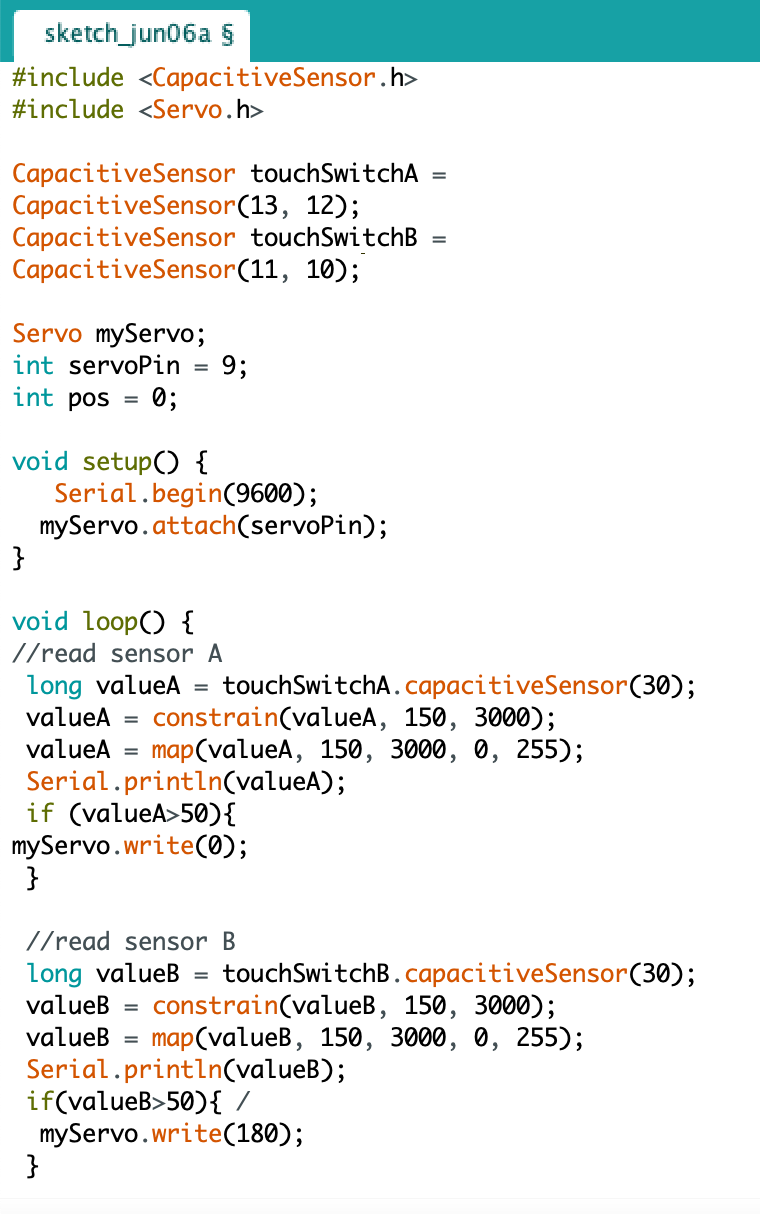 sketch_jun06a §
#include <CapacitiveSensor.h>
#include <Servo.h>
CapacitiveSensor touchSwitchA =
CapacitiveSensor(13, 12);
CapacitiveSensor touchSwitchB =
CapacitiveSensor(11, 10);
Servo myServo;
int servoPin = 9;
int pos = 0;
void setup() {
Serial.begin(9600);
myServo.attach(servoPin);
}
void loop() {
//read sensor A
long valueA = touchSwitchA.capacitiveSensor(30);
valueA = constrain(valueA, 150, 3000);
valueA = map(valueA, 150, 3000, 0, 255);
Serial.println(valueA);
if (valueA>50){
myServo.write(0);
}
//read sensor B
long valueB = touchSwitchB.capacitiveSensor(30);
valueB = constrain(valueB, 150, 3000);
valueB = map(valueB, 150, 3000, 0, 255);
Serial.println(valueB);
if(valueB>50){ /
myServo.write(180);
}